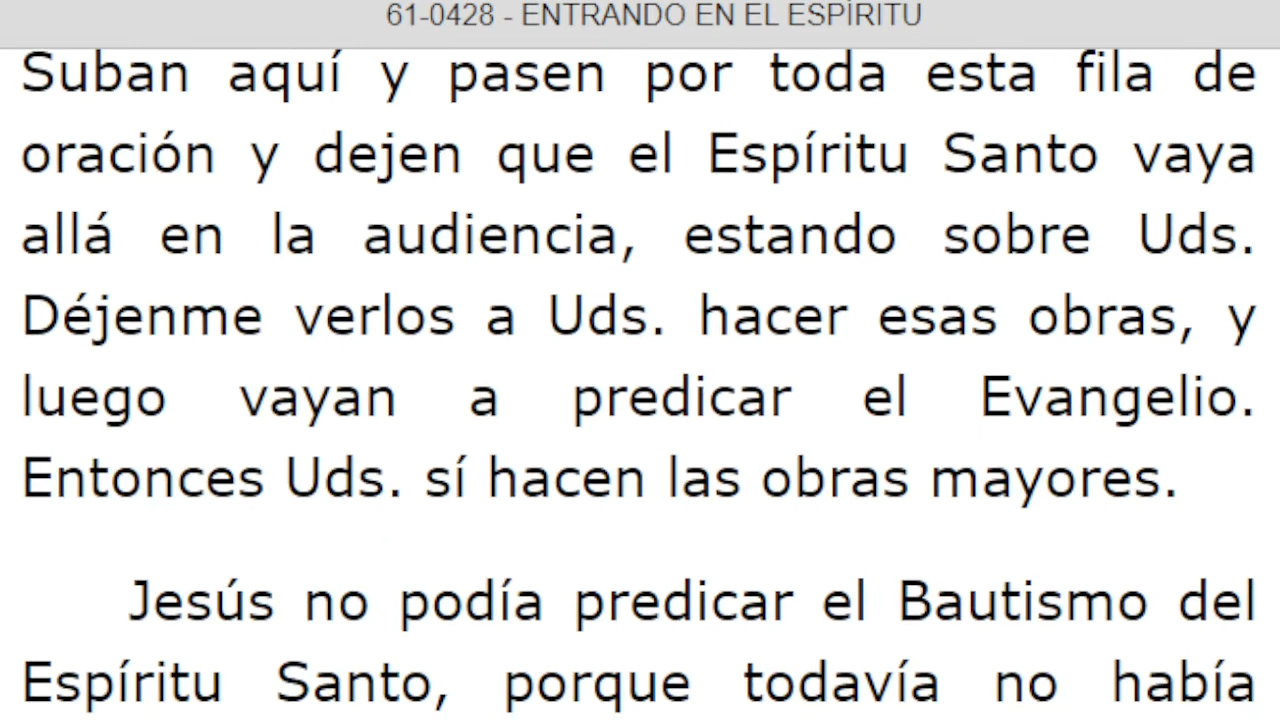 61-0428 - ENTRANDO EN EL ESPÍRITU
Suban aquí y pasen por toda esta fila de
oración y dejen que el Espíritu Santo vaya
allá en la audiencia, estando sobre Uds.
Déjenme verlos a Uds. hacer esas obras, y
luego vayan a predicar el Evangelio.
Entonces Uds. sí hacen las obras mayores.
Jesús no podía predicar el Bautismo del
Espíritu Santo, porque todavía no había